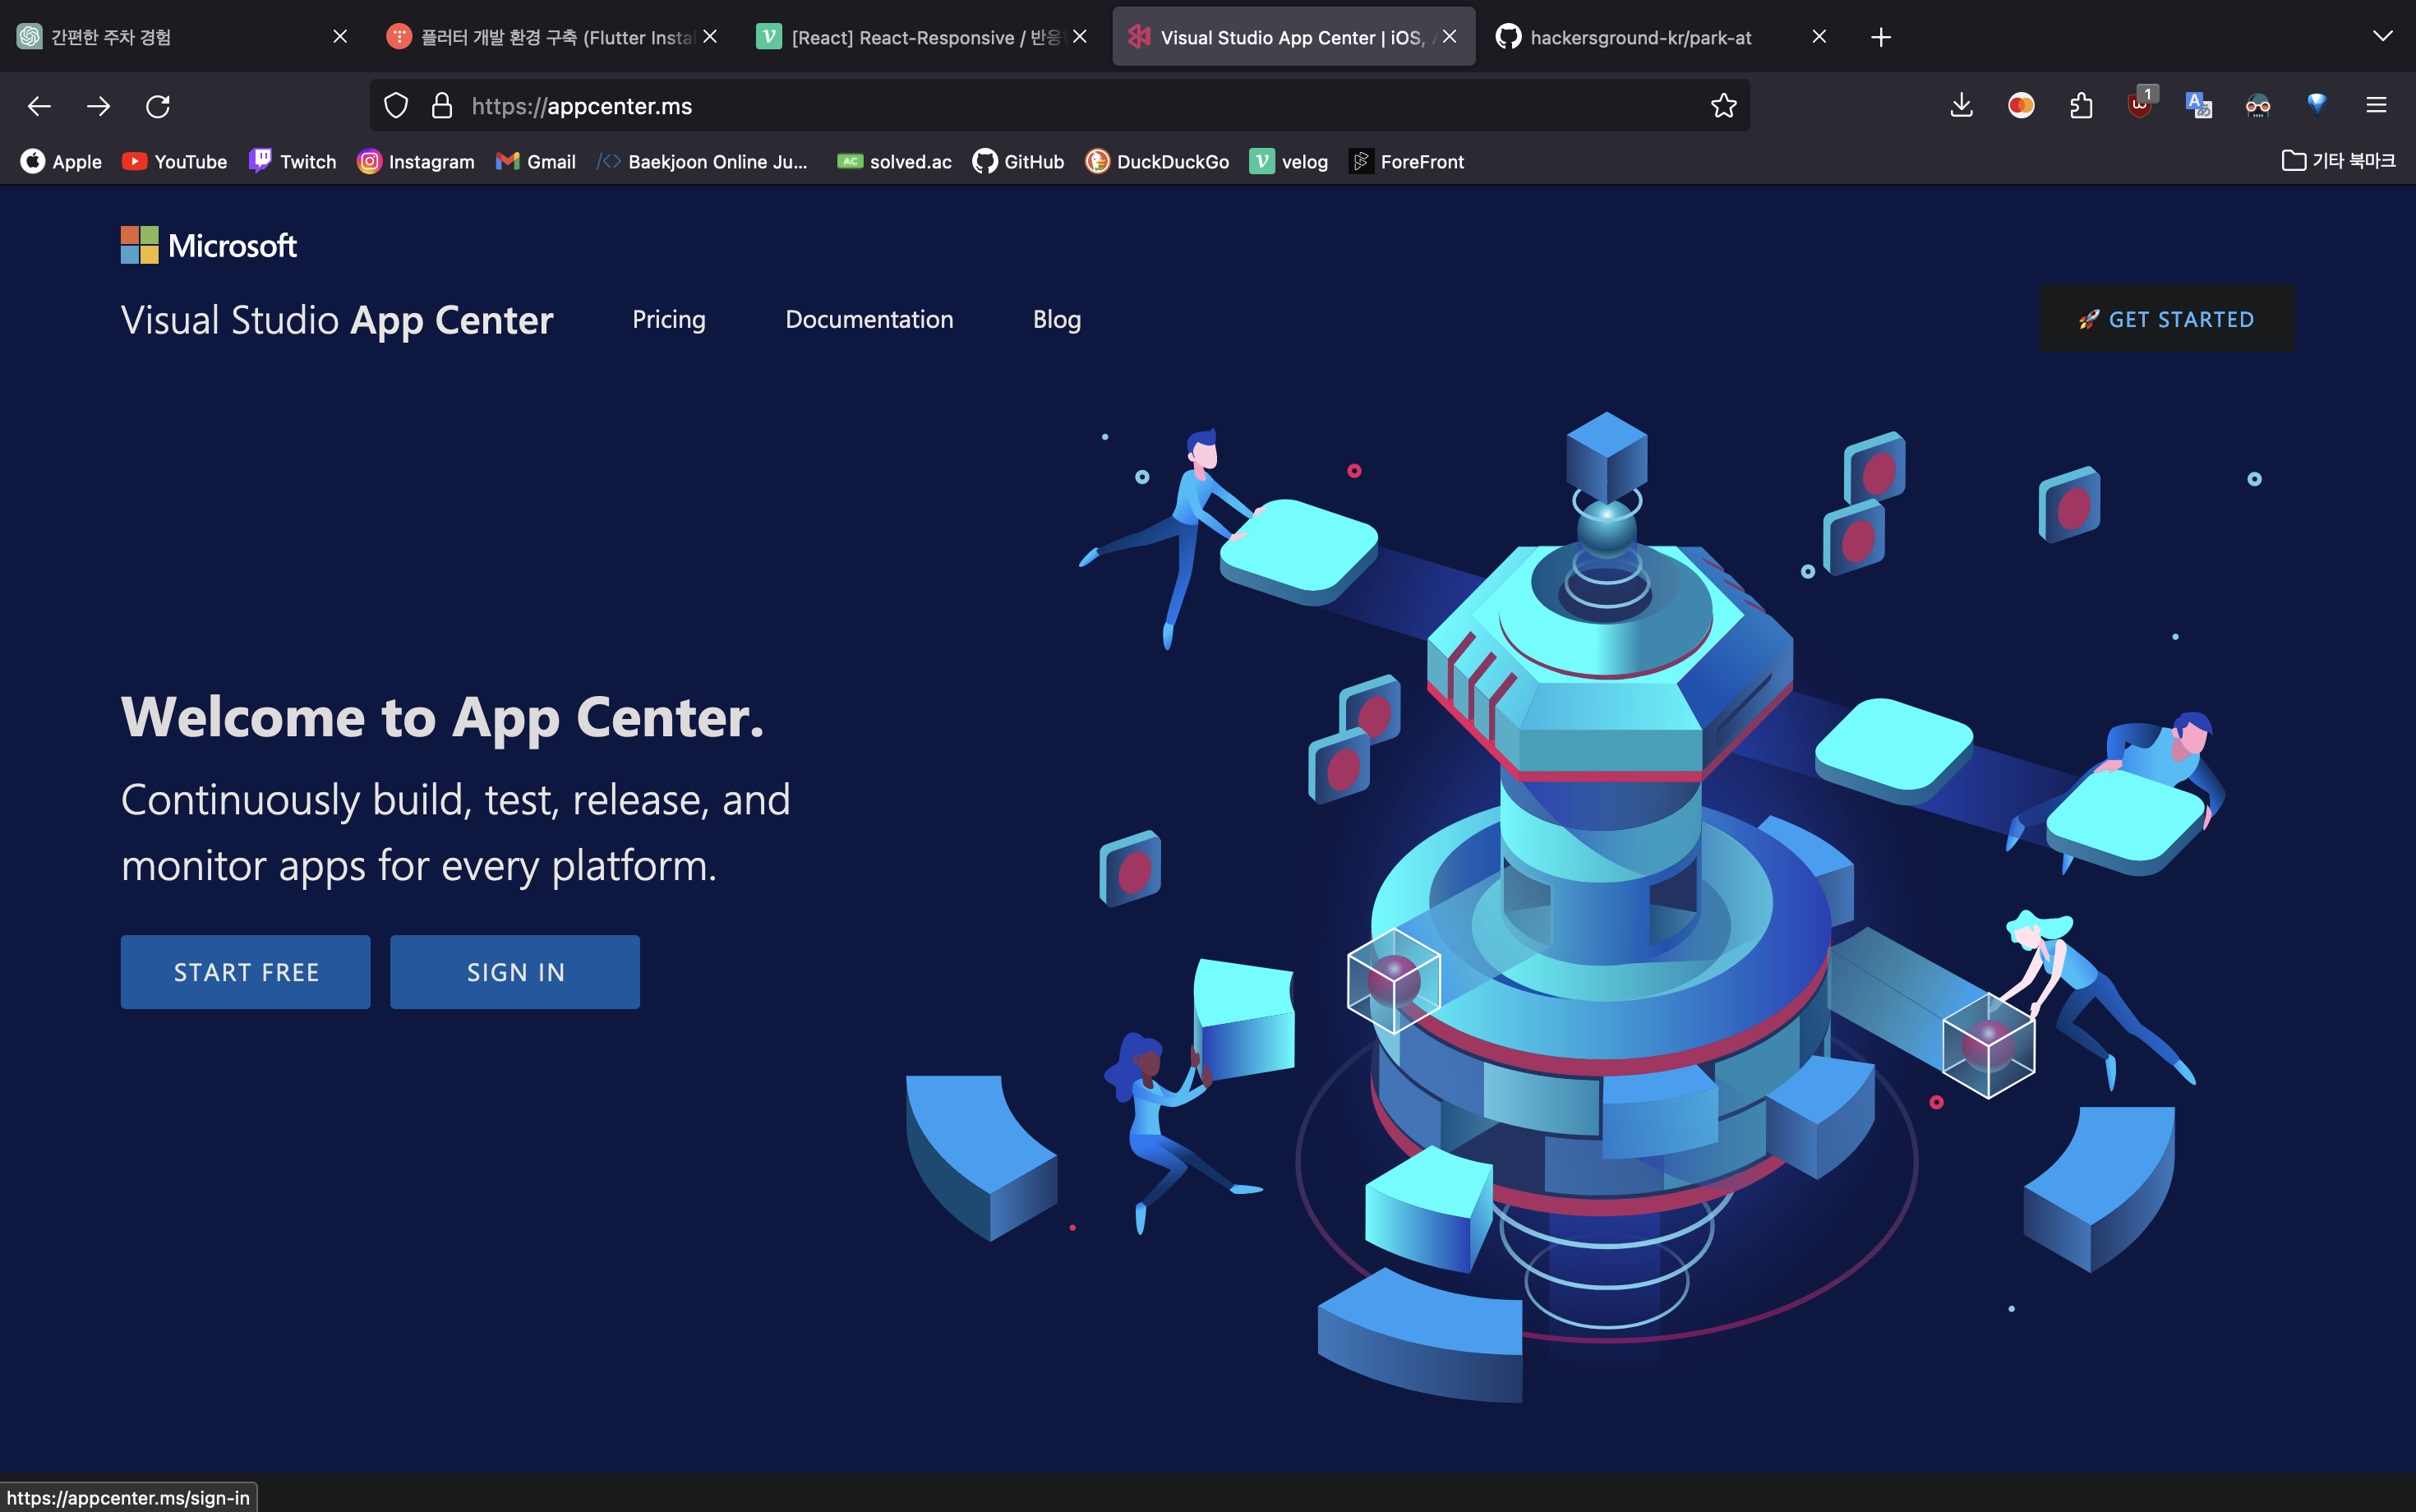 간편한 주차 경험
플러터 개발 환경 구축 (Flutter Instal
[React] React-Responsive / 반응
Visual Studio App Center | iOS, A
hackersground-kr/park-at
https://appcenter.ms
1
Apple
YouTube
Twitch
Instagram
Gmail
Baekjoon Online Ju...
AC solved.ac
GitHub
DuckDuckGo
velog
ForeFront
기타 북마크
Microsoft
Visual Studio App Center
Pricing
Documentation
Blog
🚀 GET STARTED
Welcome to App Center.
Continuously build, test, release, and
monitor apps for every platform.
START FREE
SIGN IN
https://appcenter.ms/sign-in